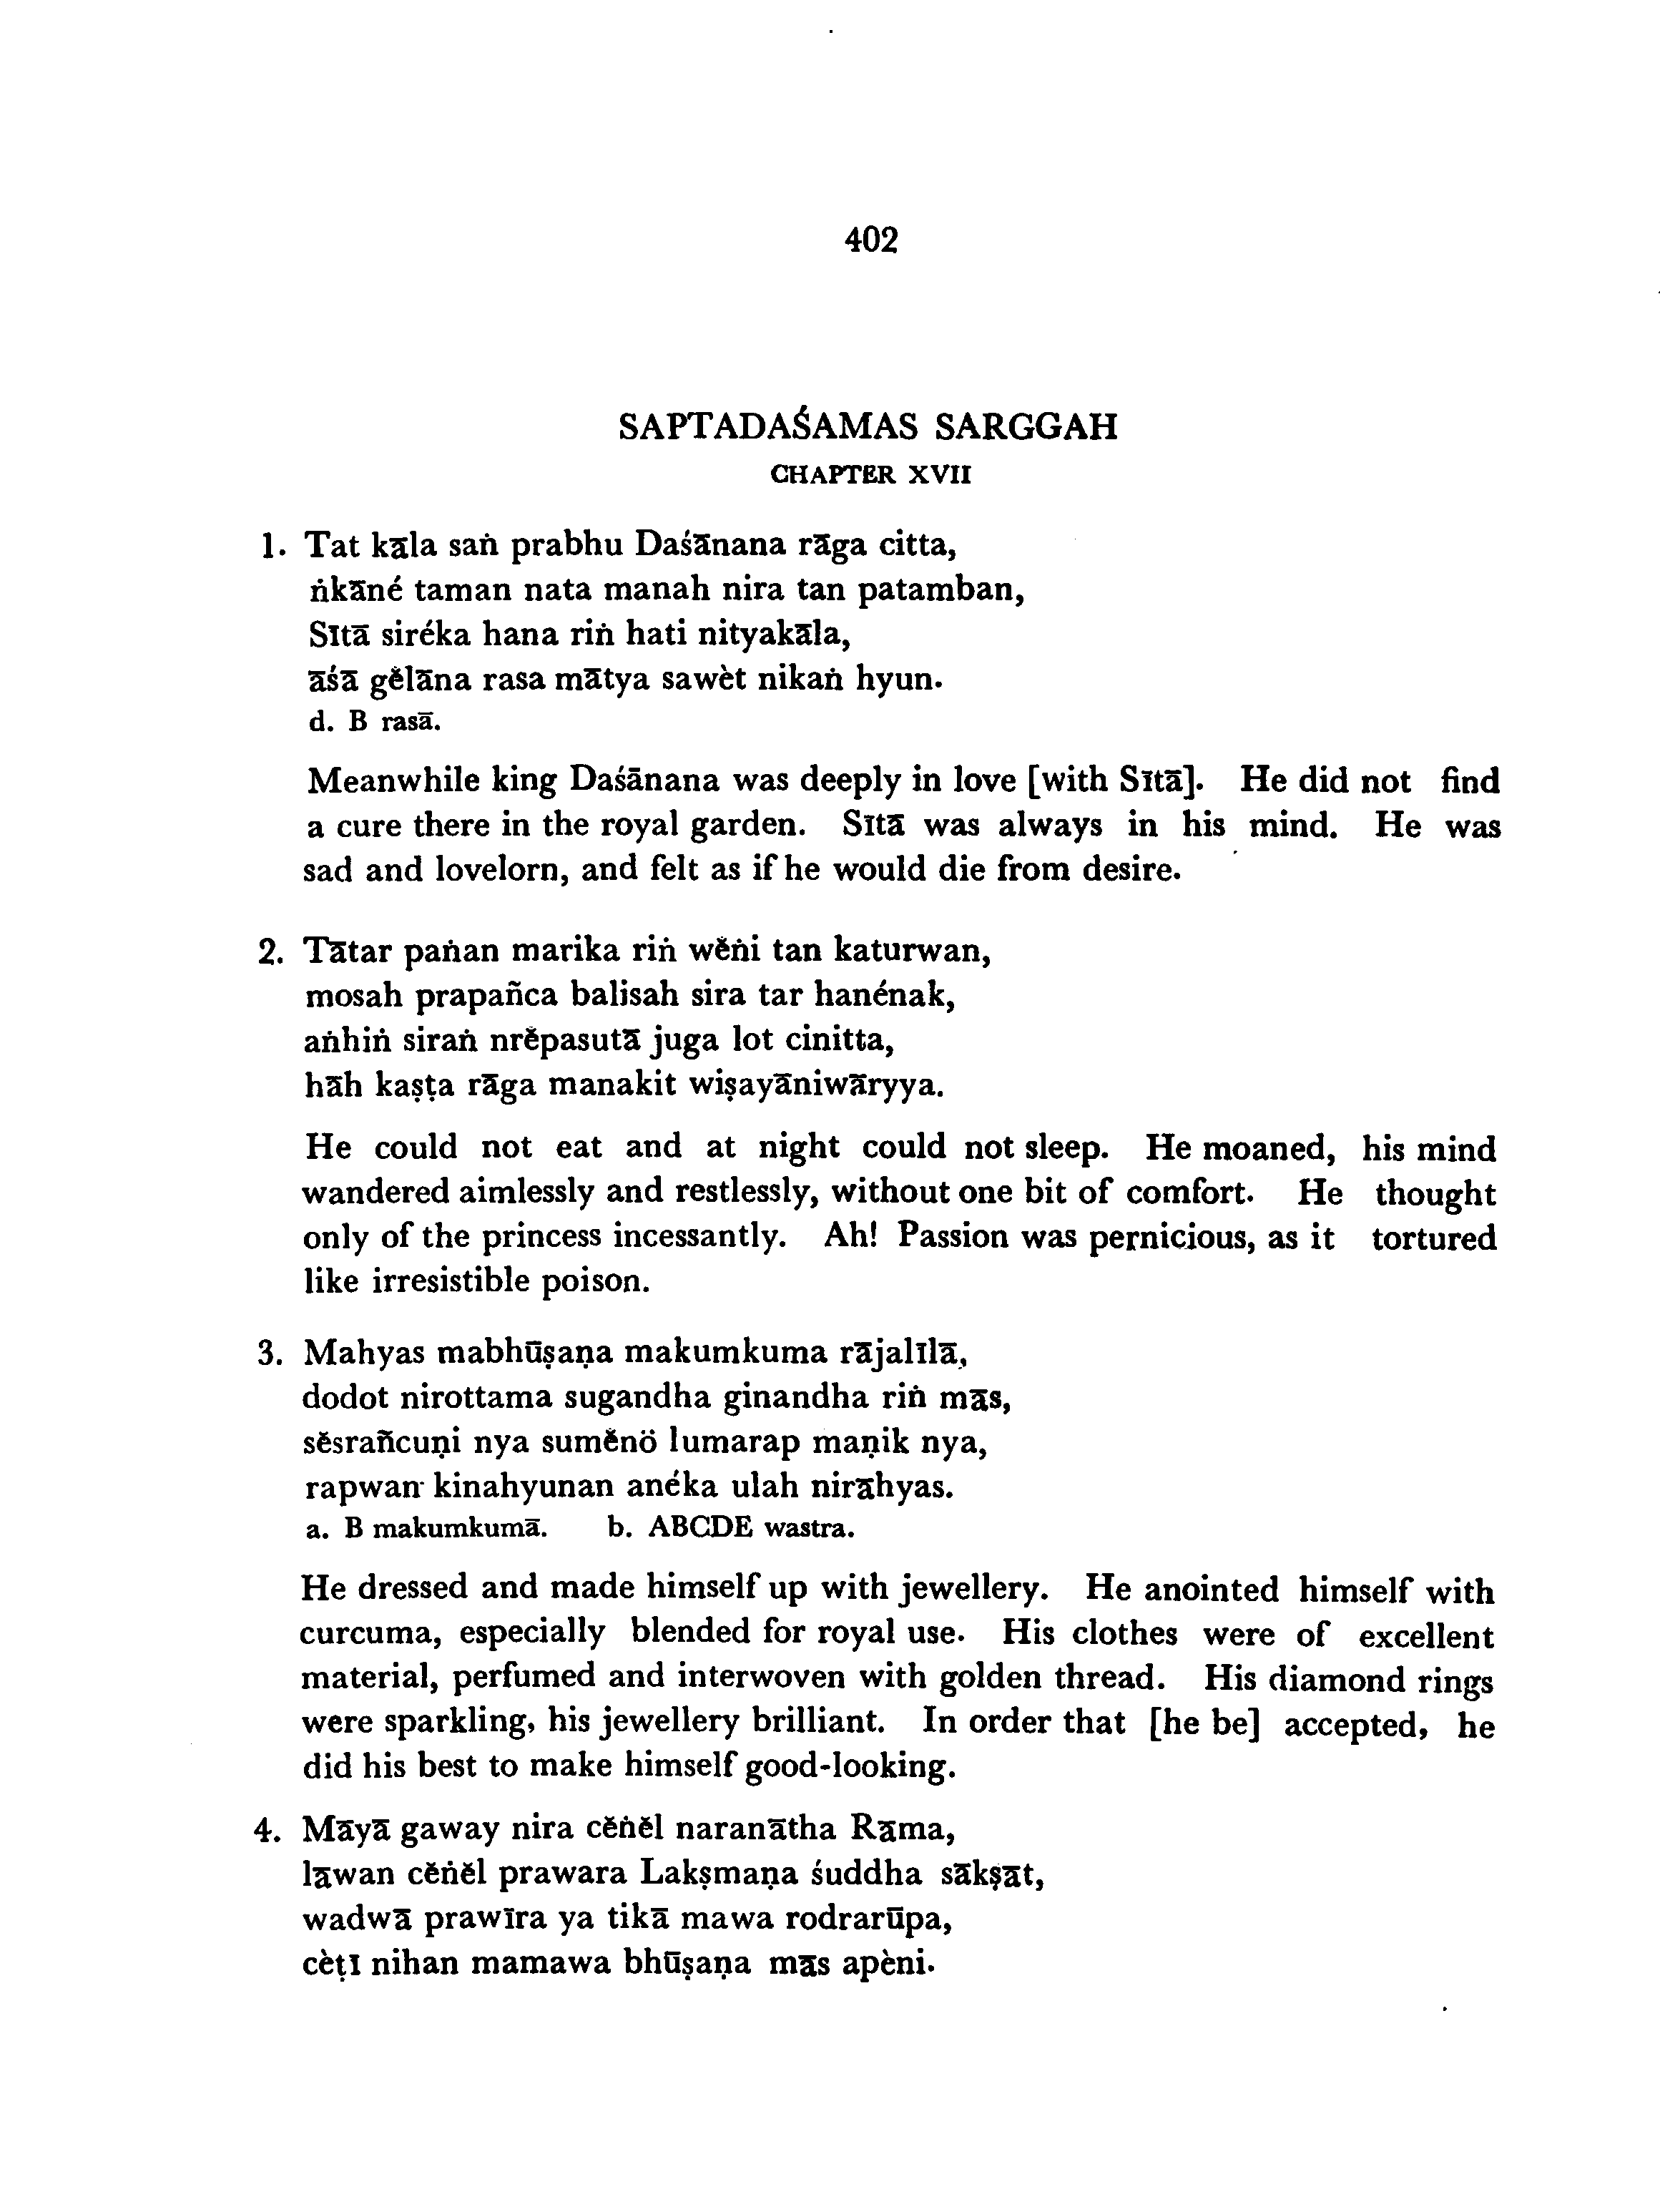 402
SAPTADAŚAMAS SARGGAH
CHAPTER XVII
1. Tat kāla saṅ prabhu Daśānana rāga citta,
ṅkāné taman nata manah nira tan patamban,
Sītā siréka hana riṅ hati nityakāla,
āśā gĕlāna rasa mātya sawèt nikaṅ hyun.
d. B rasā.
Meanwhile king Daśānana was deeply in love [with Sītā]. He did not find
a cure there in the royal garden. Sītā was always in his mind. He was
sad and lovelorn, and felt as if he would die from desire.
2. Tātar paṅan marika riṅ wĕṅi tan katurwan,
mosah prapañca balisah sira tar hanénak,
aṅhiṅ siraṅ nrĕpasutā juga lot cinitta,
hāh kaṣṭa rāga manakit wiṣayāniwāryya.
He could not eat and at night could not sleep. He moaned, his mind
wandered aimlessly and restlessly, without one bit of comfort. He thought
only of the princess incessantly. Ah! Passion was pernicious, as it tortured
like irresistible poison.
3. Mahyas mabhūṣaṇa makumkuma rājalīlā,
dodot nirottama sugandha ginandha riṅ mās,
sĕsrañcuṇi nya sumĕnö lumarap maṇik nya,
rapwan kinahyunan anéka ulah nirāhyas.
a. B makumkumā. b. ABCDE wastra.
He dressed and made himself up with jewellery. He anointed himself with
curcuma, especially blended for royal use. His clothes were of excellent
material, perfumed and interwoven with golden thread. His diamond rings
were sparkling, his jewellery brilliant. In order that [he be] accepted, he
did his best to make himself good-looking.
4. Māyā gaway nira cĕṅĕl naranātha Rāma,
lāwan cĕṅĕl prawara Lakṣmaṇa śuddha sākṣāt,
wadwā prawīra ya tikā mawa rodrarūpa,
cèṭī nihan mamawa bhūṣaṇa mās apèni.